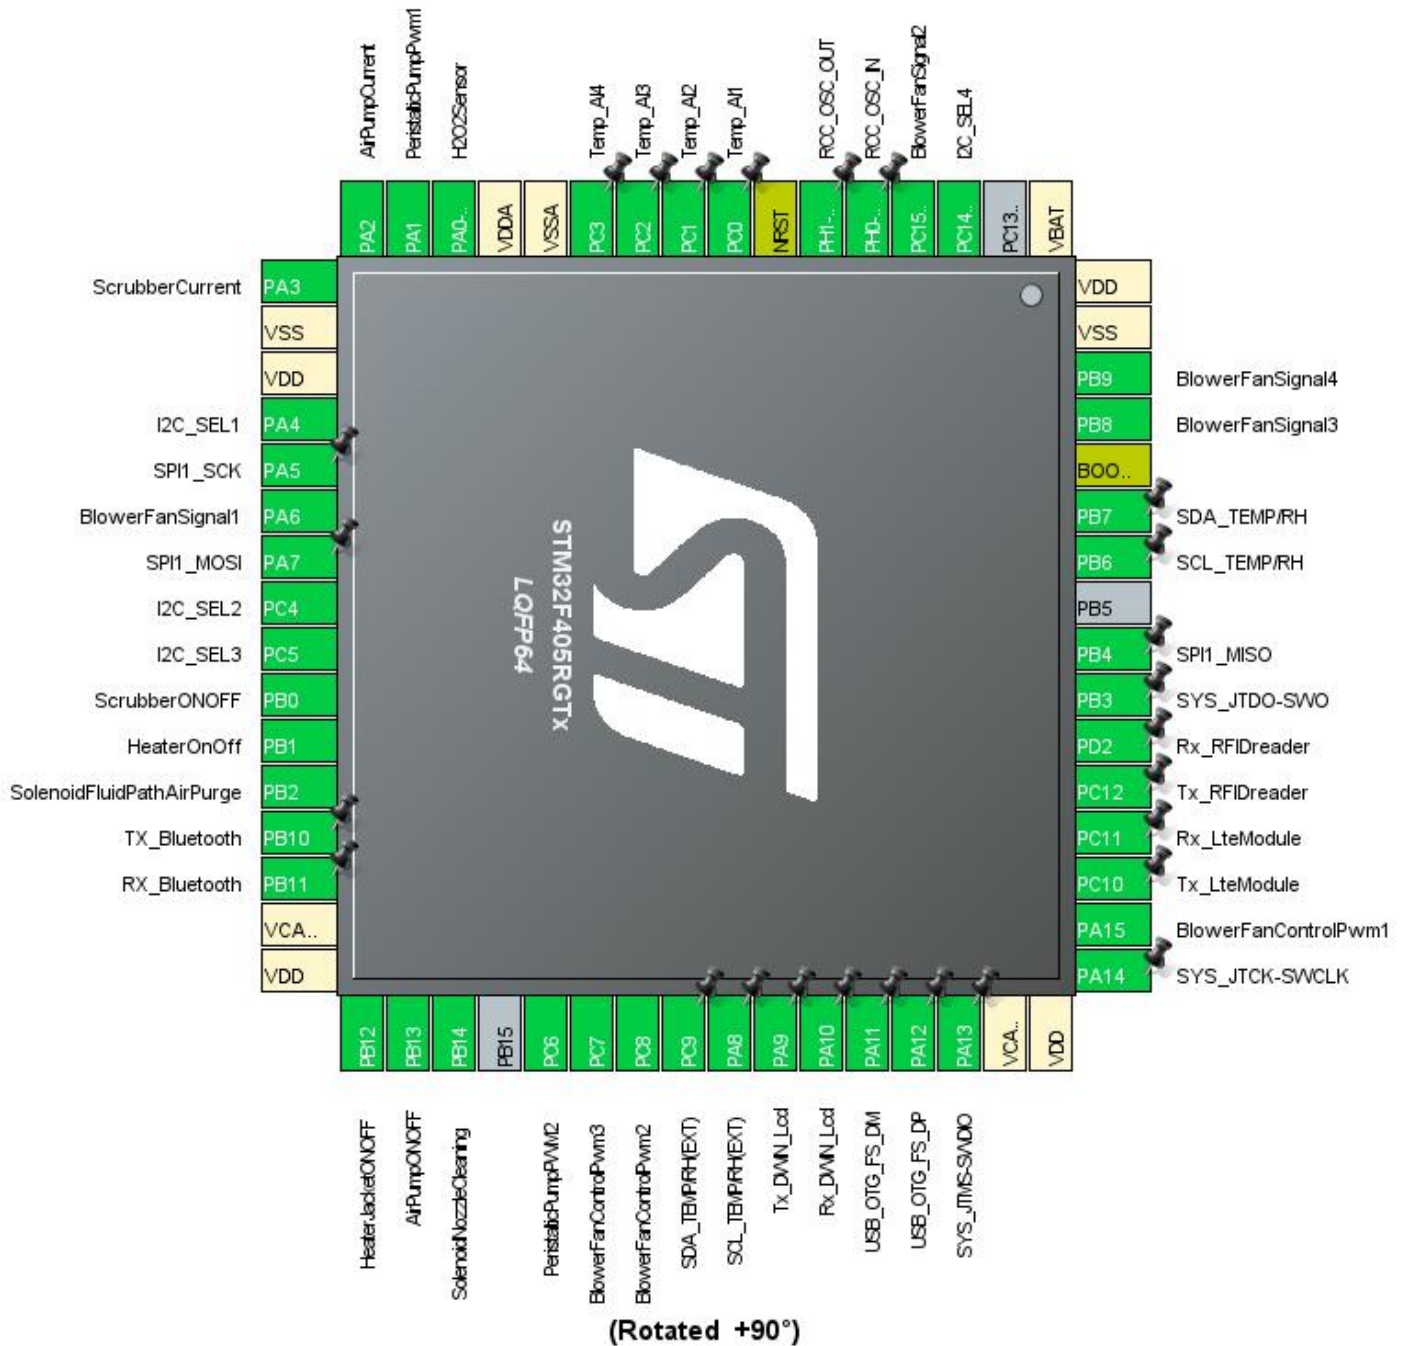 AirPumpCurrent
PeristalticPumpPwm1
H2O2Sensor
Temp_AI4
Temp_AI3
Temp_AI2
Temp_AI1
RCC_OSC_OUT
RCC_OSC_IN
BlowerFanSignal2
I2C_SEL4
PA2
PA1
PA0-..
VDDA
VSSA
PC3
PC2
PC1
PC0
NRST
PH1-..
PH0-..
PC15..
PC14..
PC13..
VBAT
ScrubberCurrent PA3
VSS
VDD
I2C_SEL1 PA4
SPI1_SCK PA5
BlowerFanSignal1 PA6
SPI1_MOSI PA7
I2C_SEL2 PC4
I2C_SEL3 PC5
ScrubberONOFF PB0
HeaterOnOff PB1
SolenoidFluidPathAirPurge PB2
TX_Bluetooth PB10
RX_Bluetooth PB11
VCA..
VDD
STM32F405RGTx
LQFP64
VDD
VSS
PB9 BlowerFanSignal4
PB8 BlowerFanSignal3
BOO..
PB7 SDA_TEMP/RH
PB6 SCL_TEMP/RH
PB5
PB4 SPI1_MISO
PB3 SYS_JTDO-SWO
PD2 Rx_RFIDreader
PC12 Tx_RFIDreader
PC11 Rx_LteModule
PC10 Tx_LteModule
PA15 BlowerFanControlPwm1
PA14 SYS_JTCK-SWCLK
PB12
PB13
PB14
PB15
PC6
PC7
PC8
PC9
PA8
PA9
PA10
PA11
PA12
PA13
VCA..
VDD
HeaterJacketONOFF
AirPumpONOFF
SolenoidNozzleCleaning
PeristalticPumpPWM2
BlowerFanControlPwm3
BlowerFanControlPwm2
SDA_TEMP/RH(EXT)
SCL_TEMP/RH(EXT)
Tx_DWIN_Lcd
Rx_DWIN_Lcd
USB_OTG_FS_DM
USB_OTG_FS_DP
SYS_JTMS-SWDIO
(Rotated +90°)